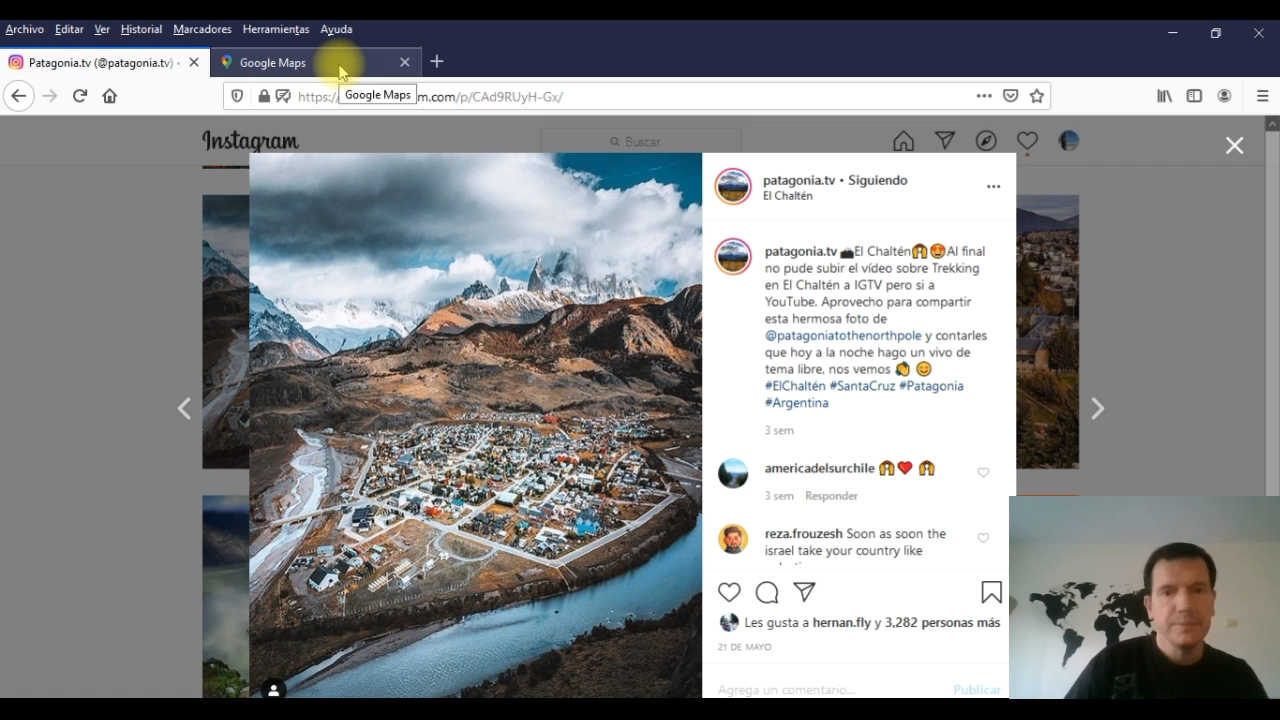 Archivo Editar Ver Historial Marcadores Herramientas Ayuda
Patagonia.tv (@patagonia.tv) •
Google Maps
https:/
m.com/p/CAd9RUyH-Gx/
Google Maps
Instagram
Buscar
patagonia.tv • Siguiendo
El Chaltén
patagonia.tv 🌋El Chaltén🙌😍Al final
no pude subir el vídeo sobre Trekking
en El Chaltén a IGTV pero si a
YouTube. Aprovecho para compartir
esta hermosa foto de
@patagoniatothenorthpole y contarles
que hoy a la noche hago un vivo de
tema libre, nos vemos 👏 😊
#ElChaltén #SantaCruz #Patagonia
#Argentina
3 sem
americadelsurchile 🙌❤️ 🙌
3 sem Responder
reza.frouzesh Soon as soon the
israel take your country like
Les gusta a hernan.fly y 3,282 personas más
21 DE MAYO
Agrega un comentario... Publicar